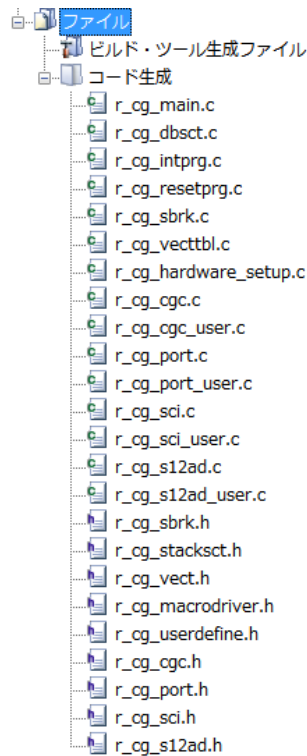 ファイル
ビルド・ツール生成ファイル
コード生成
r_cg_main.c
r_cg_dbsct.c
r_cg_intprg.c
r_cg_resetprg.c
r_cg_sbrk.c
r_cg_vecttbl.c
r_cg_hardware_setup.c
r_cg_cgc.c
r_cg_cgc_user.c
r_cg_port.c
r_cg_port_user.c
r_cg_sci.c
r_cg_sci_user.c
r_cg_s12ad.c
r_cg_s12ad_user.c
r_cg_sbrk.h
r_cg_stacksct.h
r_cg_vect.h
r_cg_macrodriver.h
r_cg_userdefine.h
r_cg_cgc.h
r_cg_port.h
r_cg_sci.h
r_cg_s12ad.h